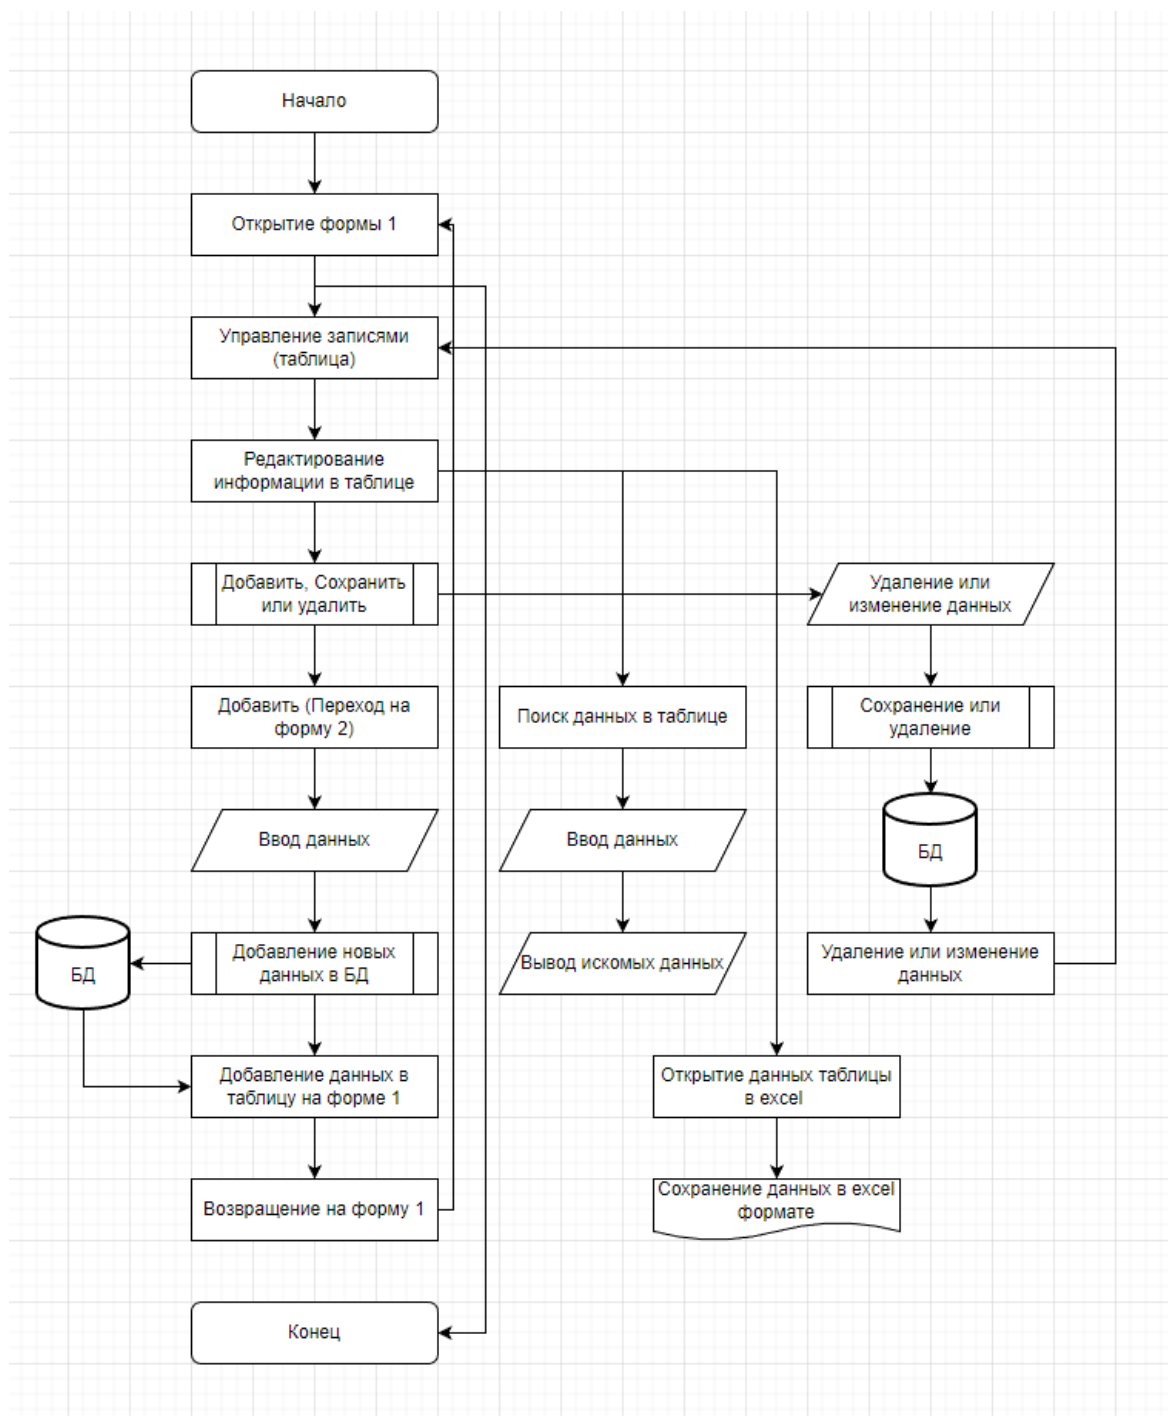 Начало
Открытие формы 1
Управление записями
(таблица)
Редактирование
информации в таблице
Добавить, Сохранить
или удалить
Удаление или
изменение данных
Добавить (Переход на
форму 2)
Поиск данных в таблице
Сохранение или
удаление
Ввод данных
Ввод данных
БД
БД
Добавление новых
данных в БД
Вывод искомых данных
Удаление или изменение
данных
Добавление данных в
таблицу на форме 1
Открытие данных таблицы
в excel
Возвращение на форму 1
Сохранение данных в excel
формате
Конец